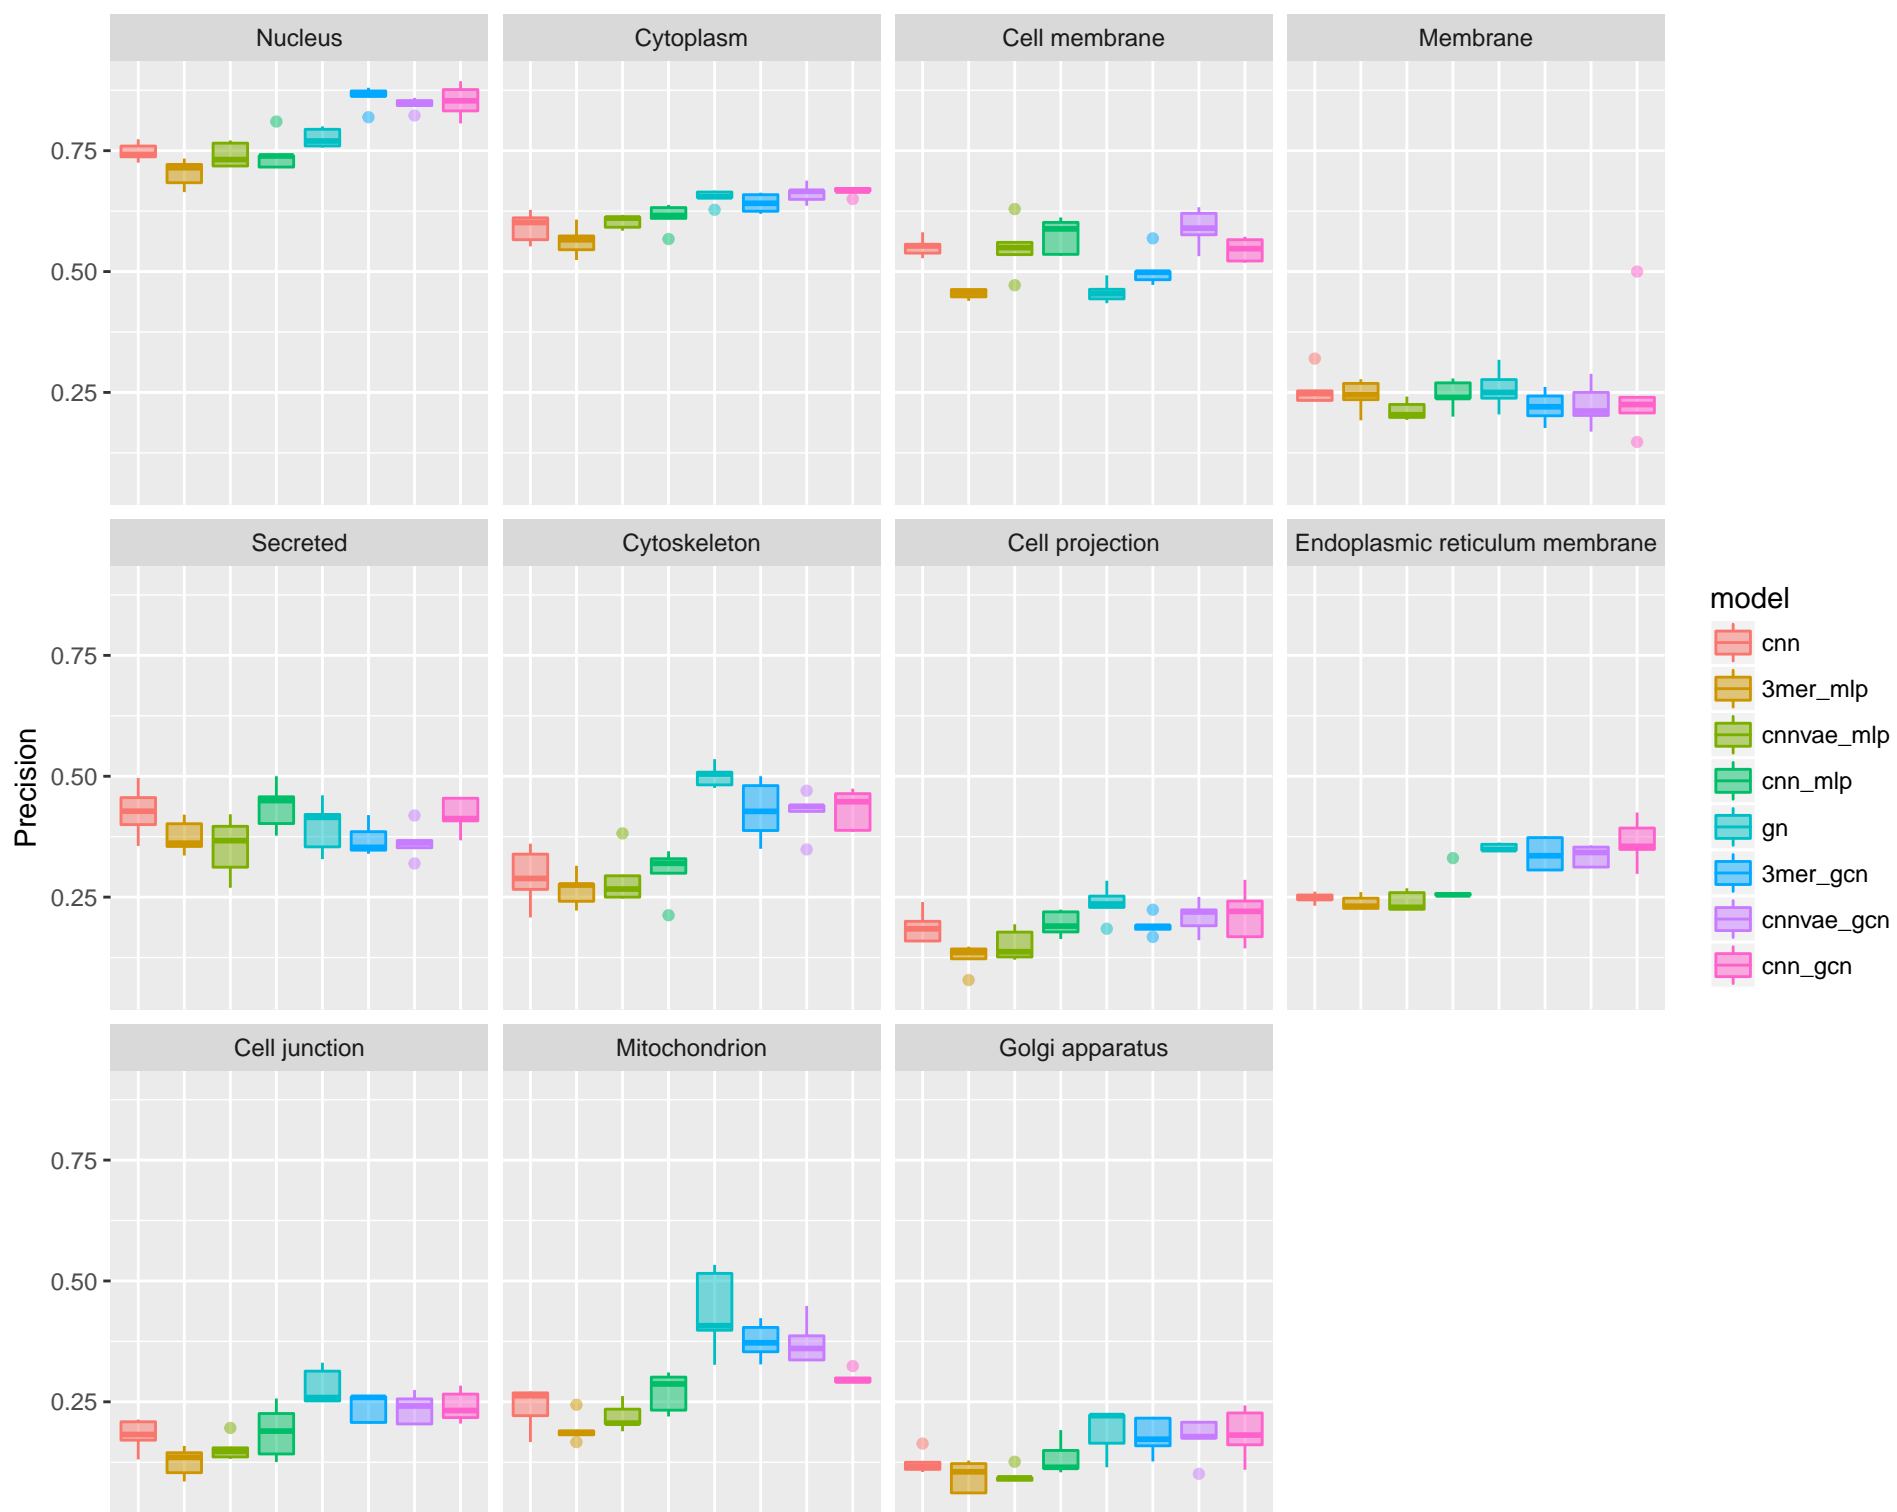 Nucleus
Cytoplasm
Cell membrane
Membrane
0.75
0.50
0.25
Secreted
Cytoskeleton
Cell projection
Endoplasmic reticulum membrane
0.75
0.50
0.25
Cell junction
Mitochondrion
Golgi apparatus
0.75
0.50
0.25
Precision
model
cnn
3mer_mlp
cnnvae_mlp
cnn_mlp
gn
3mer_gcn
cnnvae_gcn
cnn_gcn